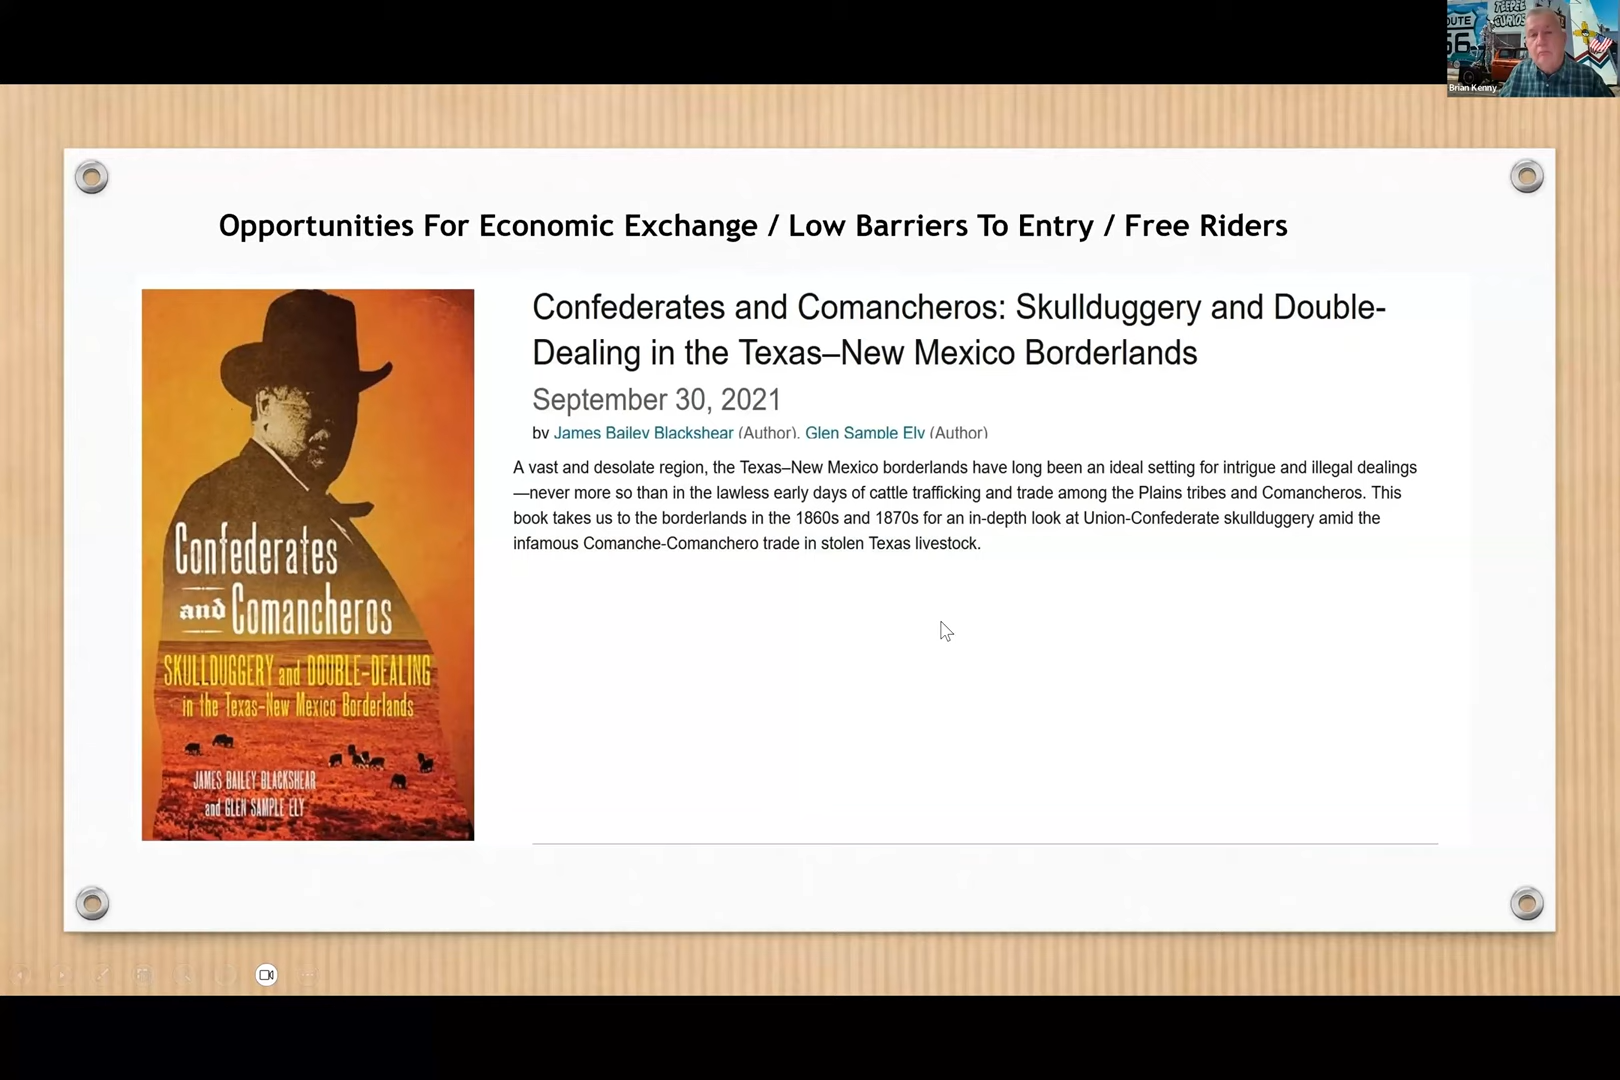 ROUTE
66
TEEPEE
CURIOS
Brian Kenny
Opportunities For Economic Exchange / Low Barriers To Entry / Free Riders
Confederates and Comancheros: Skullduggery and Double-
Dealing in the Texas–New Mexico Borderlands
September 30, 2021
by James Bailey Blackshear (Author), Glen Sample Ely (Author)
A vast and desolate region, the Texas–New Mexico borderlands have long been an ideal setting for intrigue and illegal dealings
—never more so than in the lawless early days of cattle trafficking and trade among the Plains tribes and Comancheros. This
book takes us to the borderlands in the 1860s and 1870s for an in-depth look at Union-Confederate skullduggery amid the
infamous Comanche-Comanchero trade in stolen Texas livestock.
Confederates
and Comancheros
SKULLDUGGERY and DOUBLE-DEALING
in the Texas–New Mexico Borderlands
JAMES BAILEY BLACKSHEAR
and GLEN SAMPLE ELY